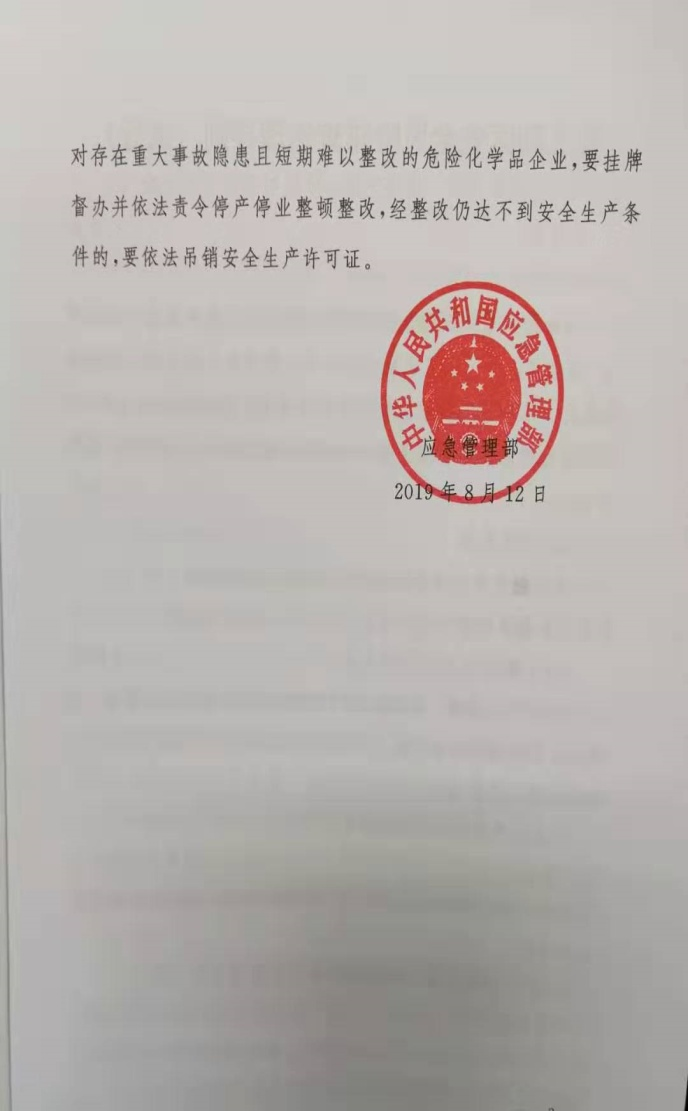 对存在重大事故隐患且短期难以整改的危险化学品企业,要挂牌
督办并依法责令停产停业整顿整改,经整改仍达不到安全生产条
件的,要依法吊销安全生产许可证。
中华人民共和国应急管理部
应急管理部
2019年8月12日